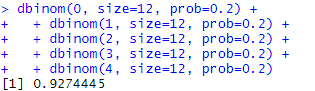 > dbinom(0, size=12, prob=0.2) +
+   + dbinom(1, size=12, prob=0.2) +
+   + dbinom(2, size=12, prob=0.2) +
+   + dbinom(3, size=12, prob=0.2) +
+   + dbinom(4, size=12, prob=0.2)
[1] 0.9274445